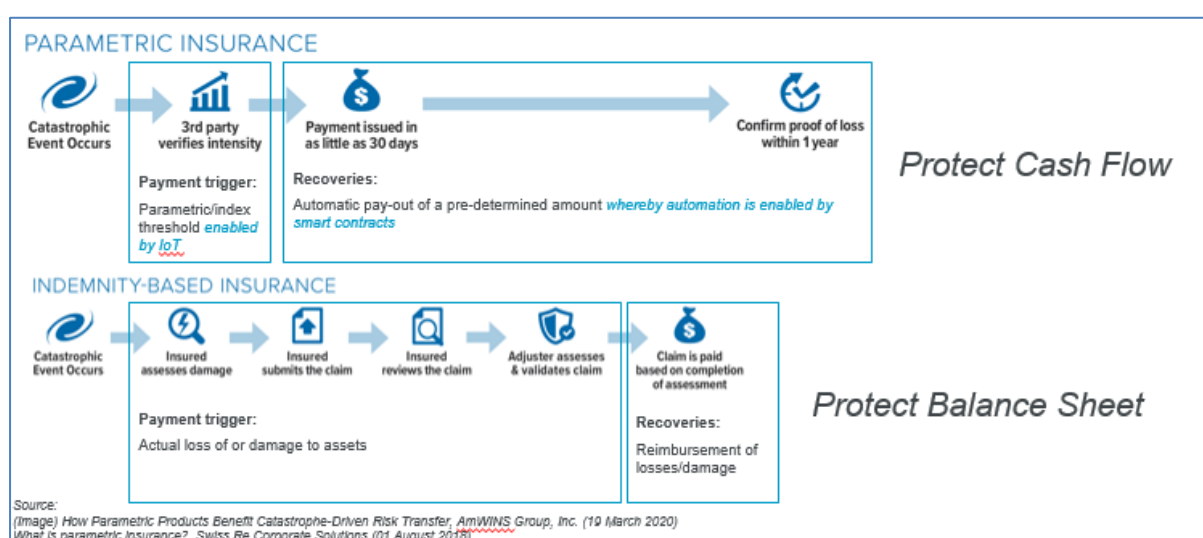 PARAMETRIC INSURANCE
Catastrophic
Event Occurs
3rd party
verifies intensity
Payment issued in
as little as 30 days
Confirm proof of loss
within 1 year
Payment trigger:
Parametric/index
threshold enabled
by IoT
Recoveries:
Automatic pay-out of a pre-determined amount whereby automation is enabled by
smart contracts
Protect Cash Flow
INDEMNITY-BASED INSURANCE
Catastrophic
Event Occurs
Insured
assesses damage
Insured
submits the claim
Insured
reviews the claim
Adjuster assesses
& validates claim
Claim is paid
based on completion
of assessment
Payment trigger:
Actual loss of or damage to assets
Recoveries:
Reimbursement of
losses/damage
Protect Balance Sheet
Source:
(Image) How Parametric Products Benefit Catastrophe-Driven Risk Transfer, AmWINS Group, Inc. (19 March 2020)
What is parametric insurance?, Swiss Re Corporate Solutions (01 August 2018)